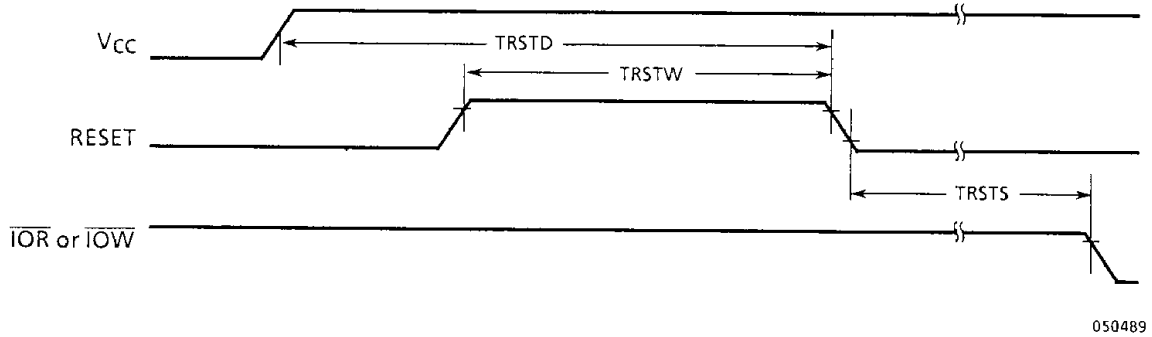 VCC
TRSTD
TRSTW
RESET
TRSTS
IOR or IOW
050489